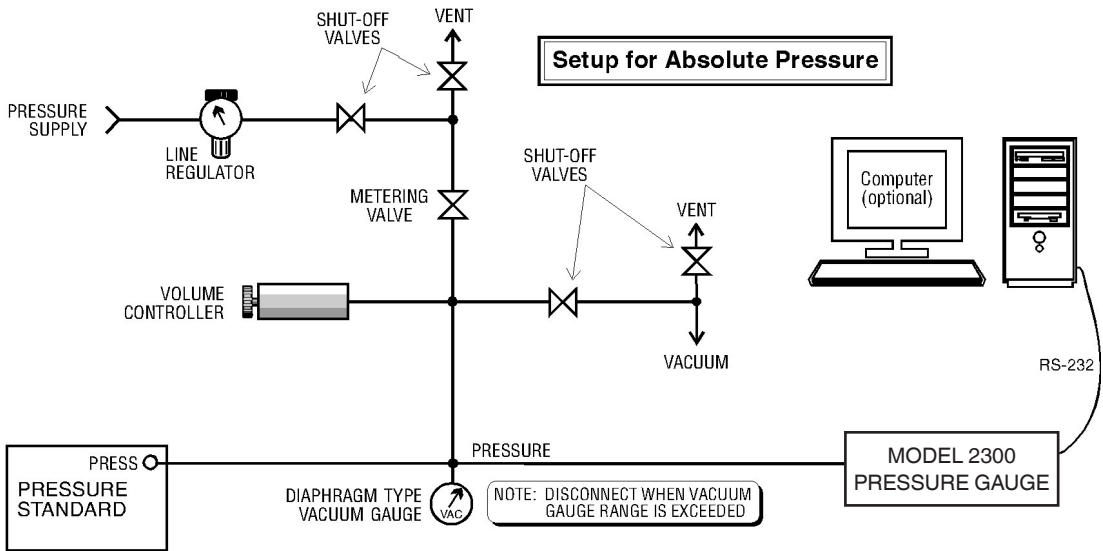 SHUT-OFF
VALVES
VENT
Setup for Absolute Pressure
PRESSURE
SUPPLY
LINE
REGULATOR
METERING
VALVE
SHUT-OFF
VALVES
VENT
Computer
(optional)
VOLUME
CONTROLLER
VACUUM
RS-232
PRESS
PRESSURE
STANDARD
PRESSURE
DIAPHRAGM TYPE
VACUUM GAUGE
VAC
NOTE: DISCONNECT WHEN VACUUM
GAUGE RANGE IS EXCEEDED
MODEL 2300
PRESSURE GAUGE